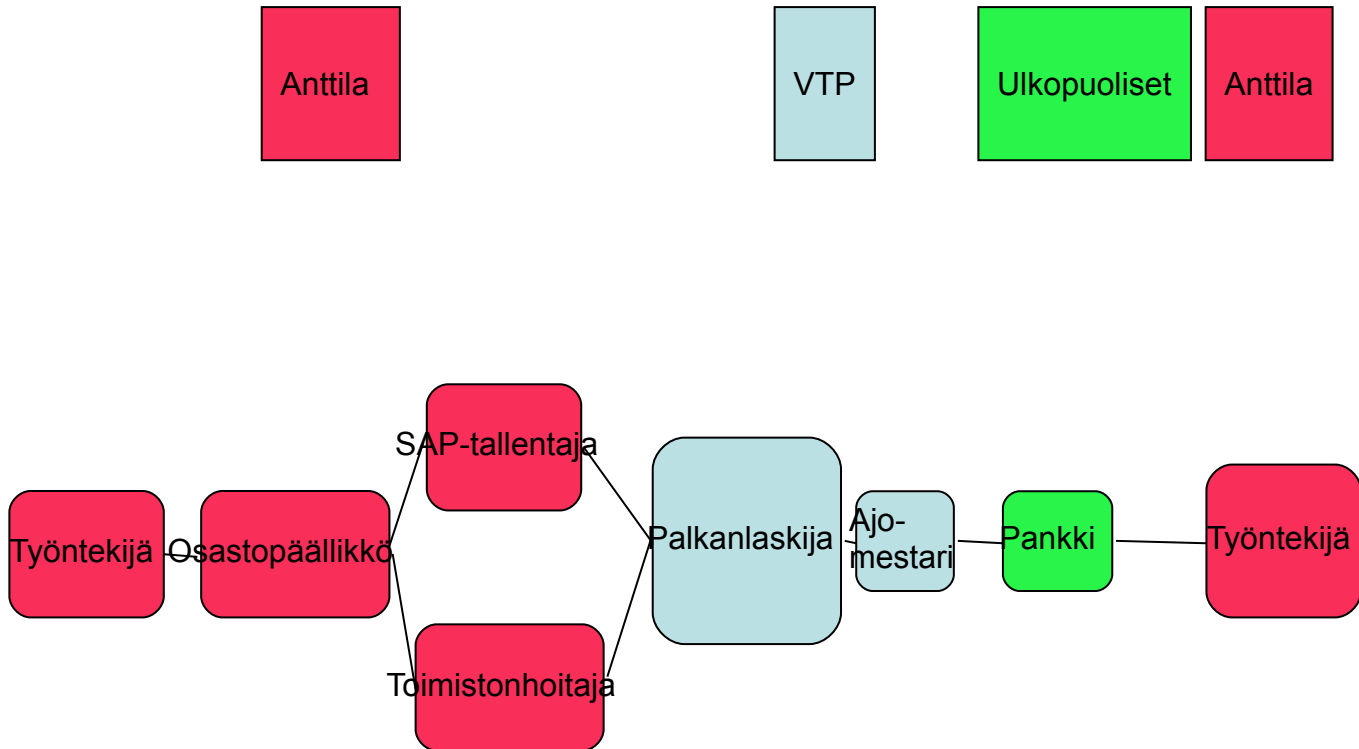 Anttila
VTP
Ulkopuoliset
Anttila
SAP-tallentaja
Työntekijä
Osastopäällikkö
Palkanlaskija
Ajo-
mestari
Pankki
Työntekijä
Toimistonhoitaja